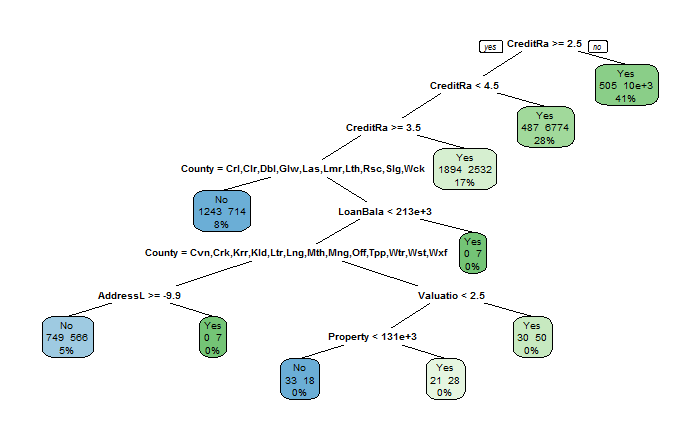 yes CreditRa >= 2.5 no
Yes
505 10e+3
41%
CreditRa < 4.5
Yes
487 6774
28%
CreditRa >= 3.5
Yes
1894 2532
17%
County = Crl,Clr,Dbl,Glw,Las,Lmr,Lth,Rsc,Slg,Wck
No
1243 714
8%
LoanBala < 213e+3
Yes
0 7
0%
County = Cvn,Crk,Krr,Kld,Ltr,Lng,Mth,Mng,Off,Tpp,Wtr,Wst,Wxf
AddressL >= -9.9
Valuatio < 2.5
No
749 566
5%
Yes
0 7
0%
Yes
30 50
0%
Property < 131e+3
No
33 18
0%
Yes
21 28
0%